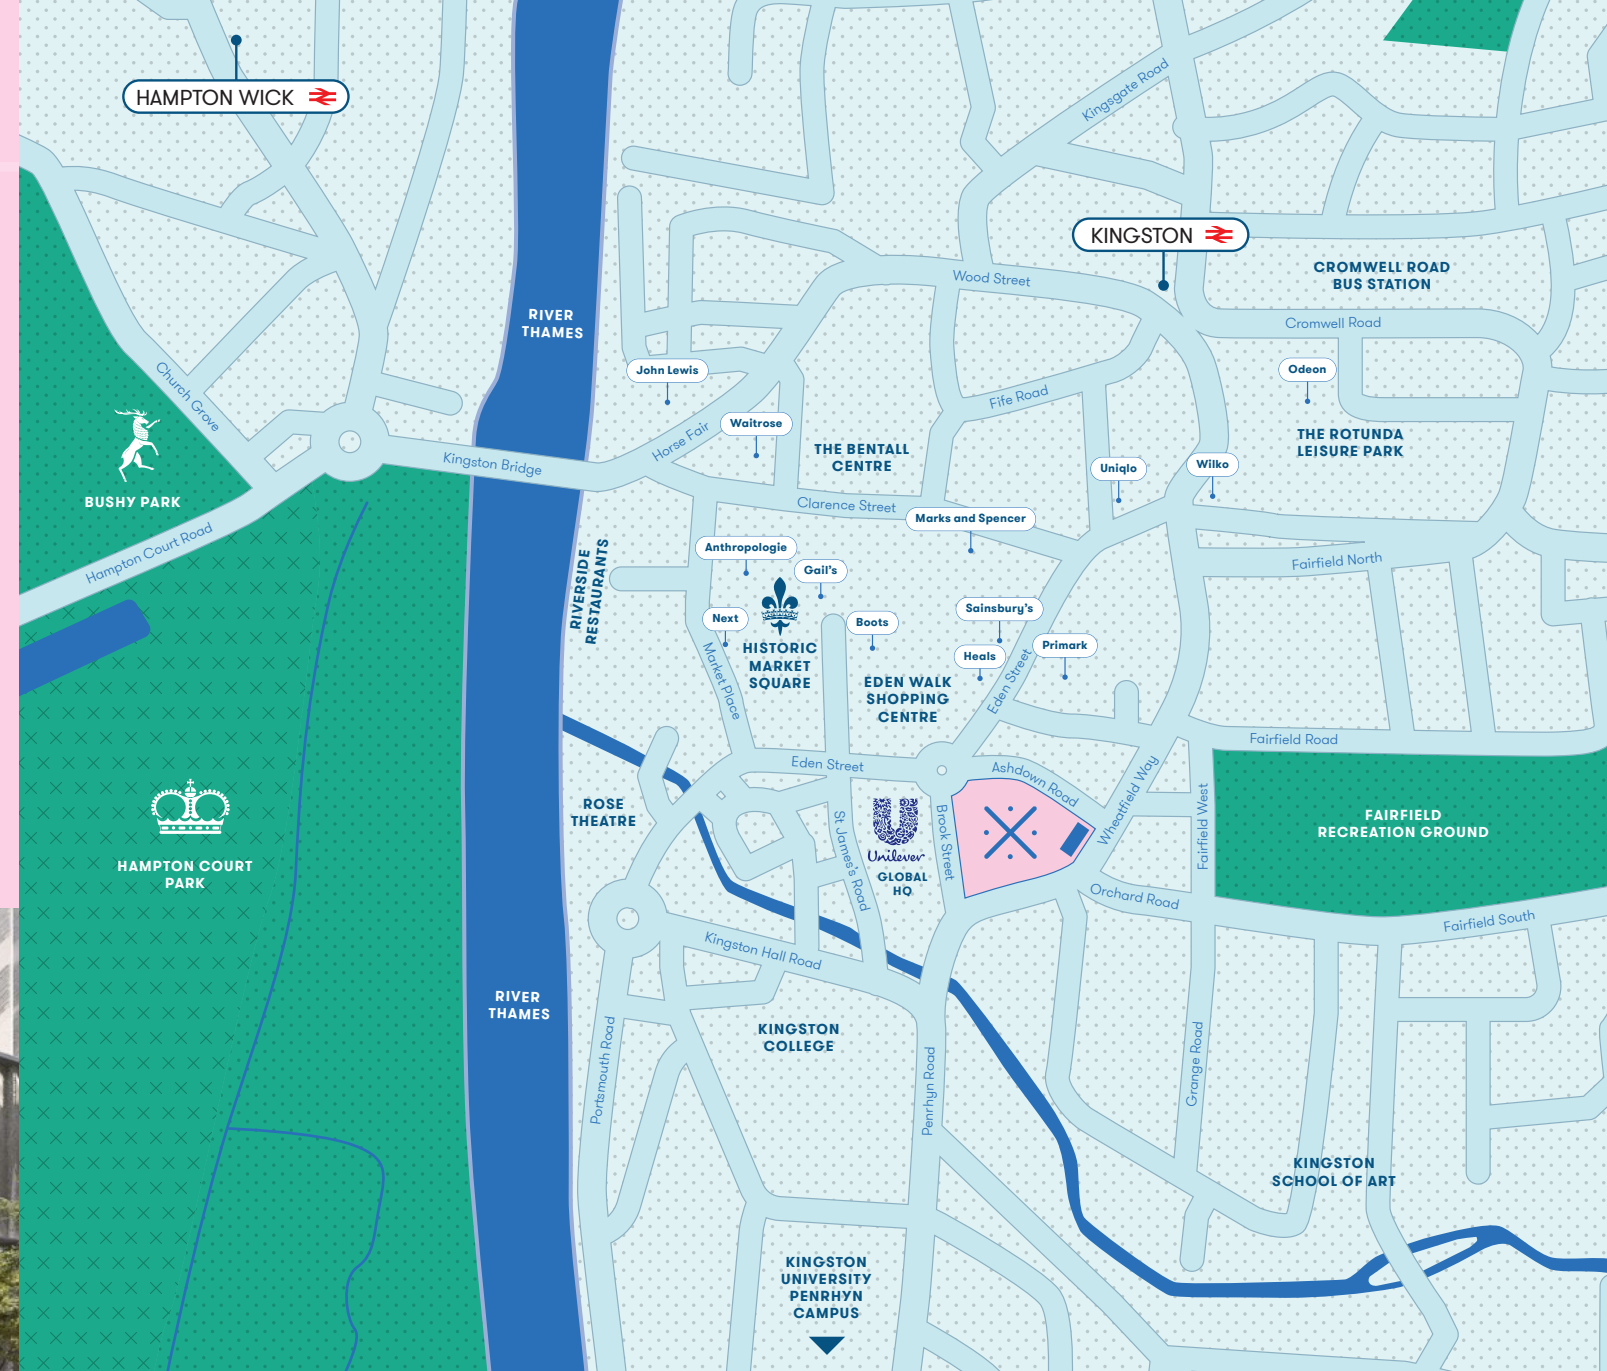 HAMPTON WICK
Kingsgate Road
KINGSTON
CROMWELL ROAD
BUS STATION
Wood Street
RIVER
THAMES
Cromwell Road
Church Grove
John Lewis
Odeon
Fife Road
Waitrose
Horse Fair
THE BENTALL
CENTRE
THE ROTUNDA
LEISURE PARK
Kingston Bridge
Uniqlo
Wilko
BUSHY PARK
Clarence Street
Marks and Spencer
Hampton Court Road
Anthropologie
Gail's
Fairfield North
RIVERSIDE
RESTAURANTS
Next
Boots
Sainsbury's
Primark
Heals
HISTORIC
MARKET
SQUARE
Market Place
EDEN WALK
SHOPPING
CENTRE
Eden Street
Fairfield Road
Eden Street
Ashdown Road
Wheatfield Way
Fairfield West
ROSE
THEATRE
St James's Road
Unilever
GLOBAL
HQ
Brook Street
FAIRFIELD
RECREATION GROUND
HAMPTON COURT
PARK
Orchard Road
Fairfield South
Kingston Hall Road
RIVER
THAMES
KINGSTON
COLLEGE
Portsmouth Road
Penrhyn Road
Grange Road
KINGSTON
SCHOOL OF ART
KINGSTON
UNIVERSITY
PENRHYN
CAMPUS